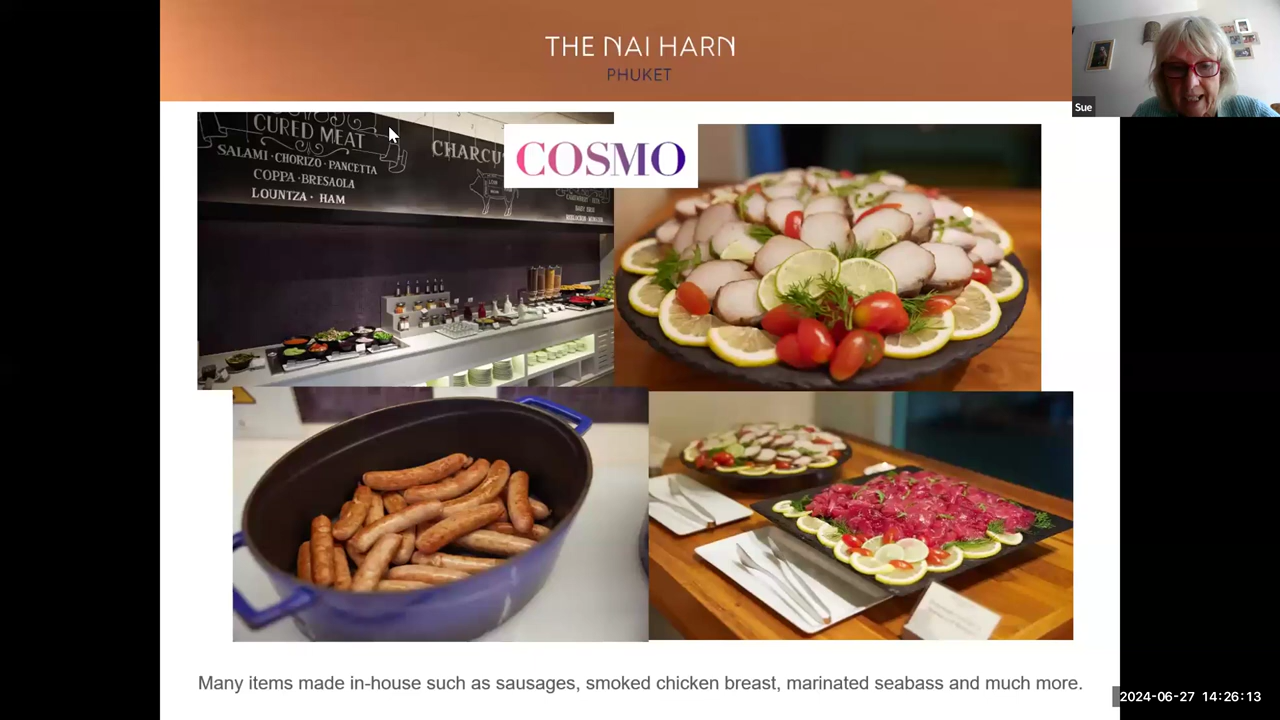 THE NAI HARN
PHUKET
Sue
CURED MEAT
SALAMI · CHORIZO · PANCETTA
COPPA · BRESAOLA
LOUNTZA · HAM
CHARCU
COSMO
Many items made in-house such as sausages, smoked chicken breast, marinated seabass and much more.
2024-06-27 14:26:13